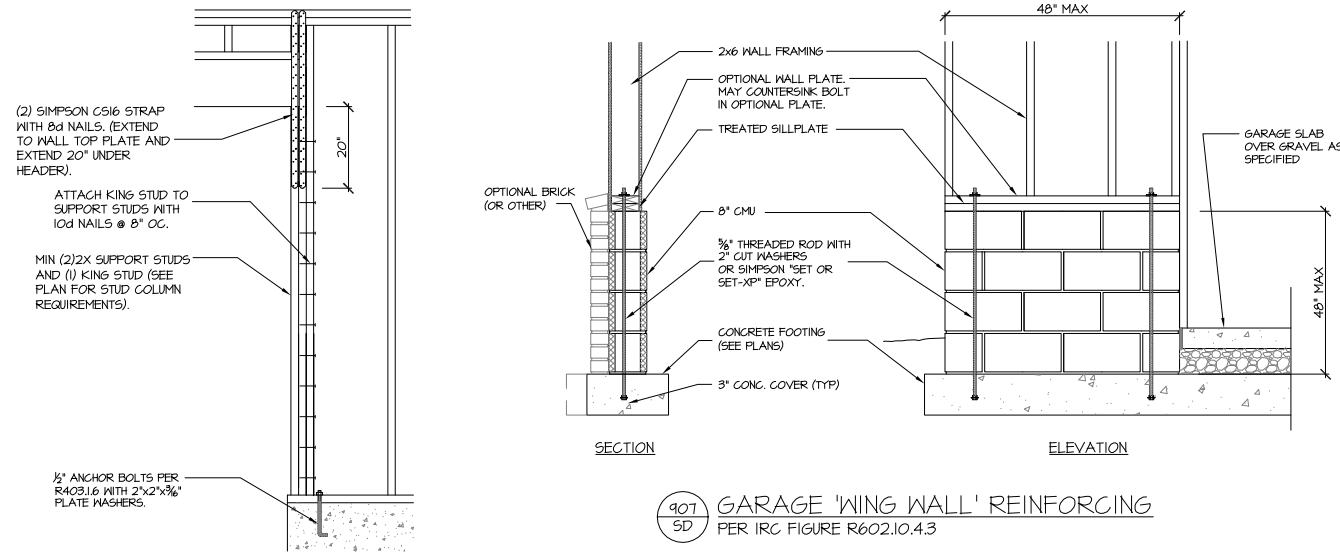 (2) SIMPSON CS16 STRAP
WITH 8d NAILS. (EXTEND
TO WALL TOP PLATE AND
EXTEND 20" UNDER
HEADER).
20"
ATTACH KING STUD TO
SUPPORT STUDS WITH
10d NAILS @ 8" OC.
MIN (2)2X SUPPORT STUDS
AND (1) KING STUD (SEE
PLAN FOR STUD COLUMN
REQUIREMENTS).
½" ANCHOR BOLTS PER
R403.1.6 WITH 2"x2"x³⁄₁₆"
PLATE WASHERS.
OPTIONAL BRICK
(OR OTHER)
2x6 WALL FRAMING
OPTIONAL WALL PLATE.
MAY COUNTERSINK BOLT
IN OPTIONAL PLATE.
TREATED SILLPLATE
8" CMU
⅝" THREADED ROD WITH
2" CUT WASHERS
OR SIMPSON "SET OR
SET-XP" EPOXY.
CONCRETE FOOTING
(SEE PLANS)
3" CONC. COVER (TYP)
48" MAX
GARAGE SLAB
OVER GRAVEL AS
SPECIFIED
48" MAX
SECTION
ELEVATION
907
SD
GARAGE 'WING WALL' REINFORCING
PER IRC FIGURE R602.10.4.3